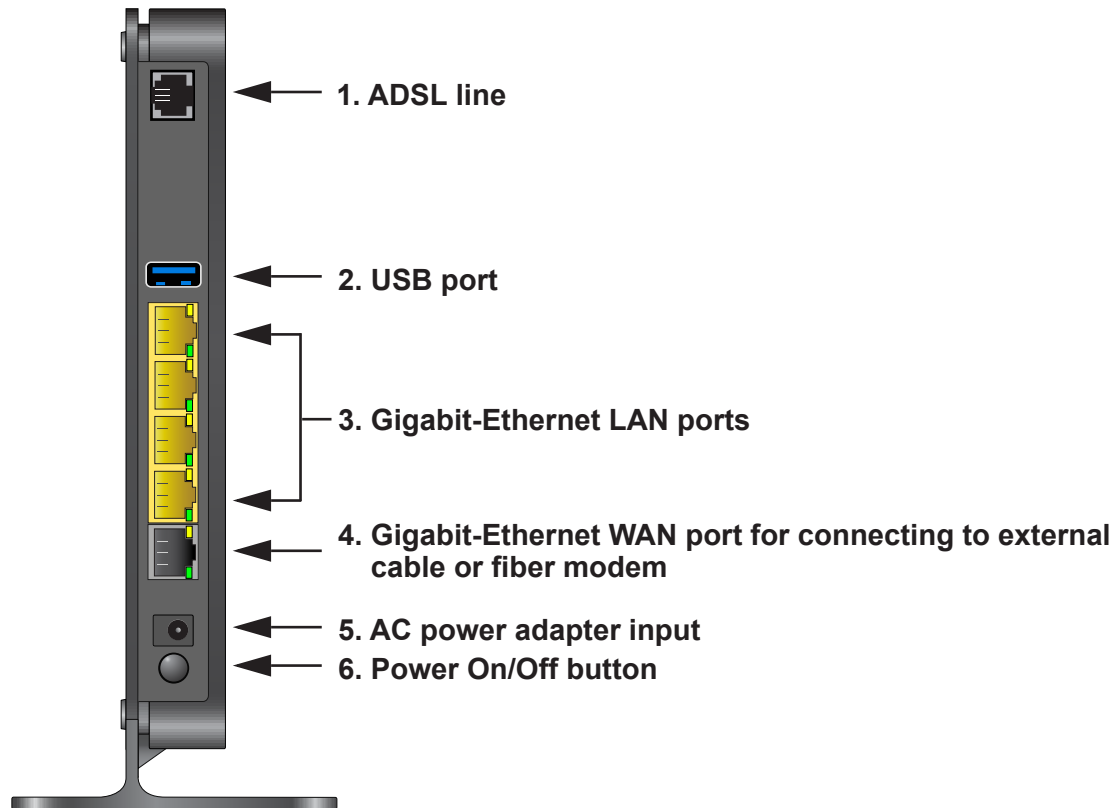 1. ADSL line
2. USB port
3. Gigabit-Ethernet LAN ports
4. Gigabit-Ethernet WAN port for connecting to external
cable or fiber modem
5. AC power adapter input
6. Power On/Off button